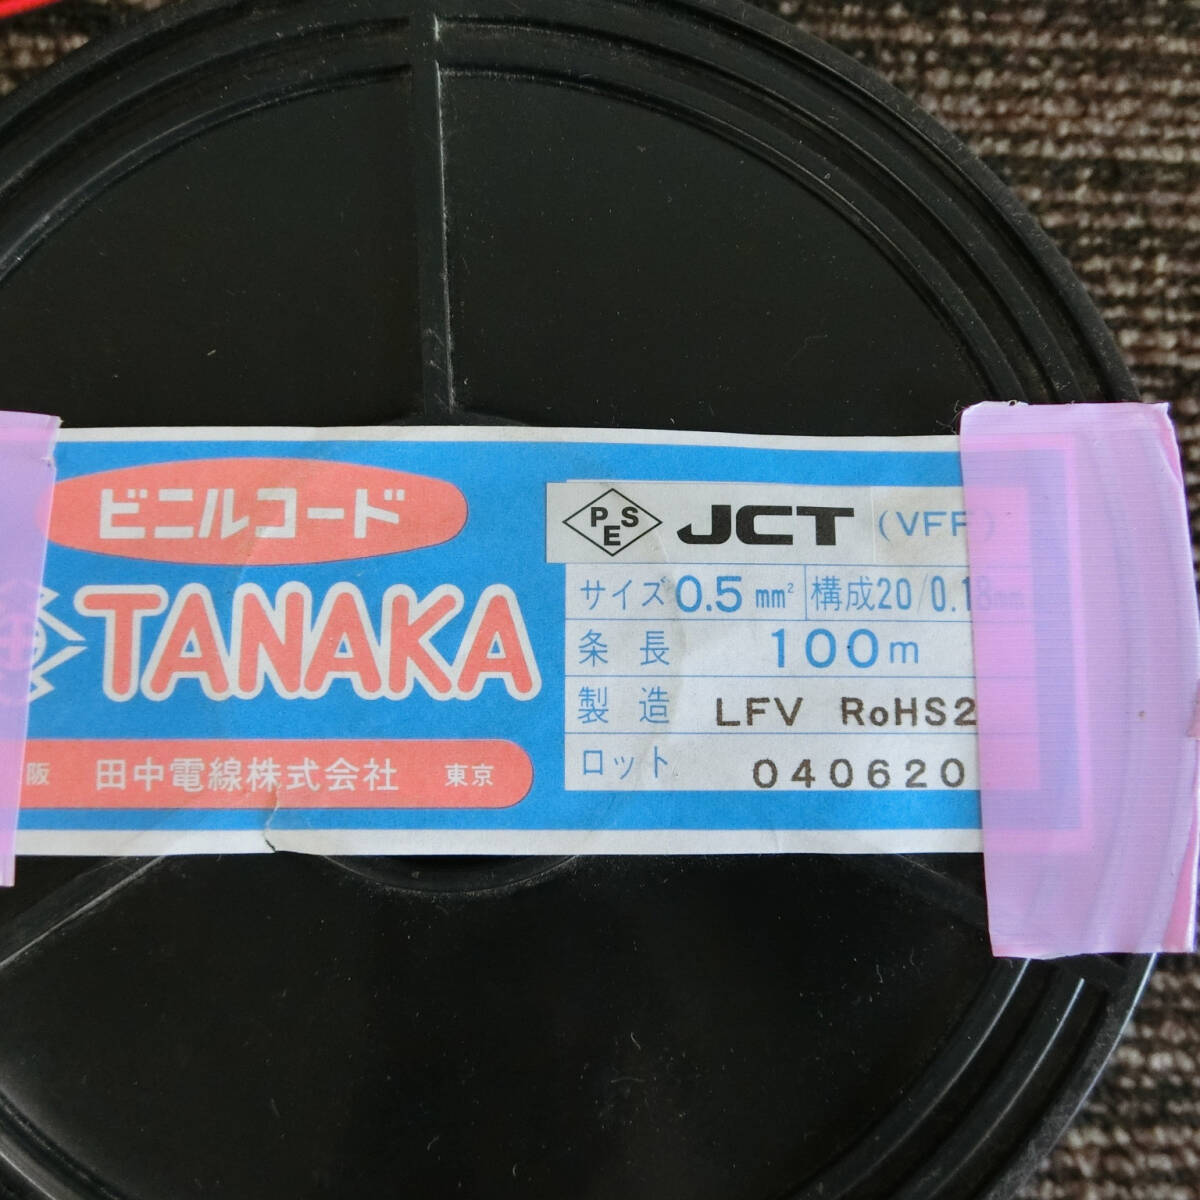 ビニルコード
TANAKA
阪 田中電線株式会社 東京
PSE JCT (VFF)
サイズ 0.5 mm² 構成 20/0.18mm
条長 100m
製造 LFV RoHS2
ロット 040620